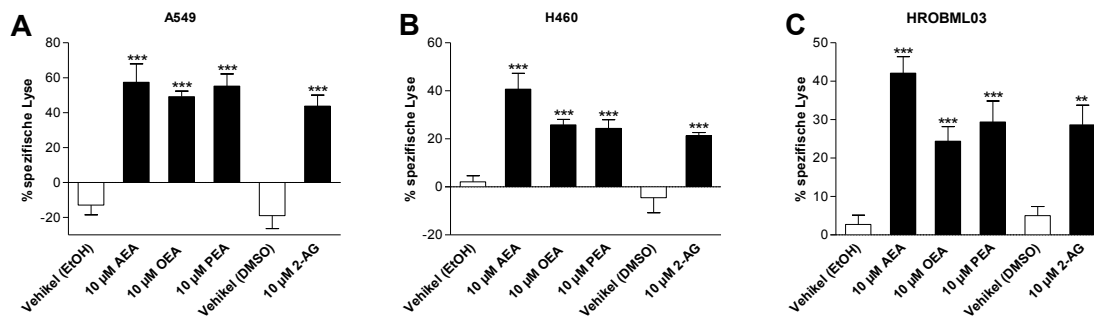 A
A549
% spezifische Lyse
80
60
40
20
0
-20
***
***
***
***
Vehikel (EtOH)
10 µM AEA
10 µM OEA
10 µM PEA
Vehikel (DMSO)
10 µM 2-AG
B
H460
% spezifische Lyse
60
40
20
0
-20
***
***
***
***
Vehikel (EtOH)
10 µM AEA
10 µM OEA
10 µM PEA
Vehikel (DMSO)
10 µM 2-AG
C
HROBML03
% spezifische Lyse
50
40
30
20
10
0
***
***
***
**
Vehikel (EtOH)
10 µM AEA
10 µM OEA
10 µM PEA
Vehikel (DMSO)
10 µM 2-AG